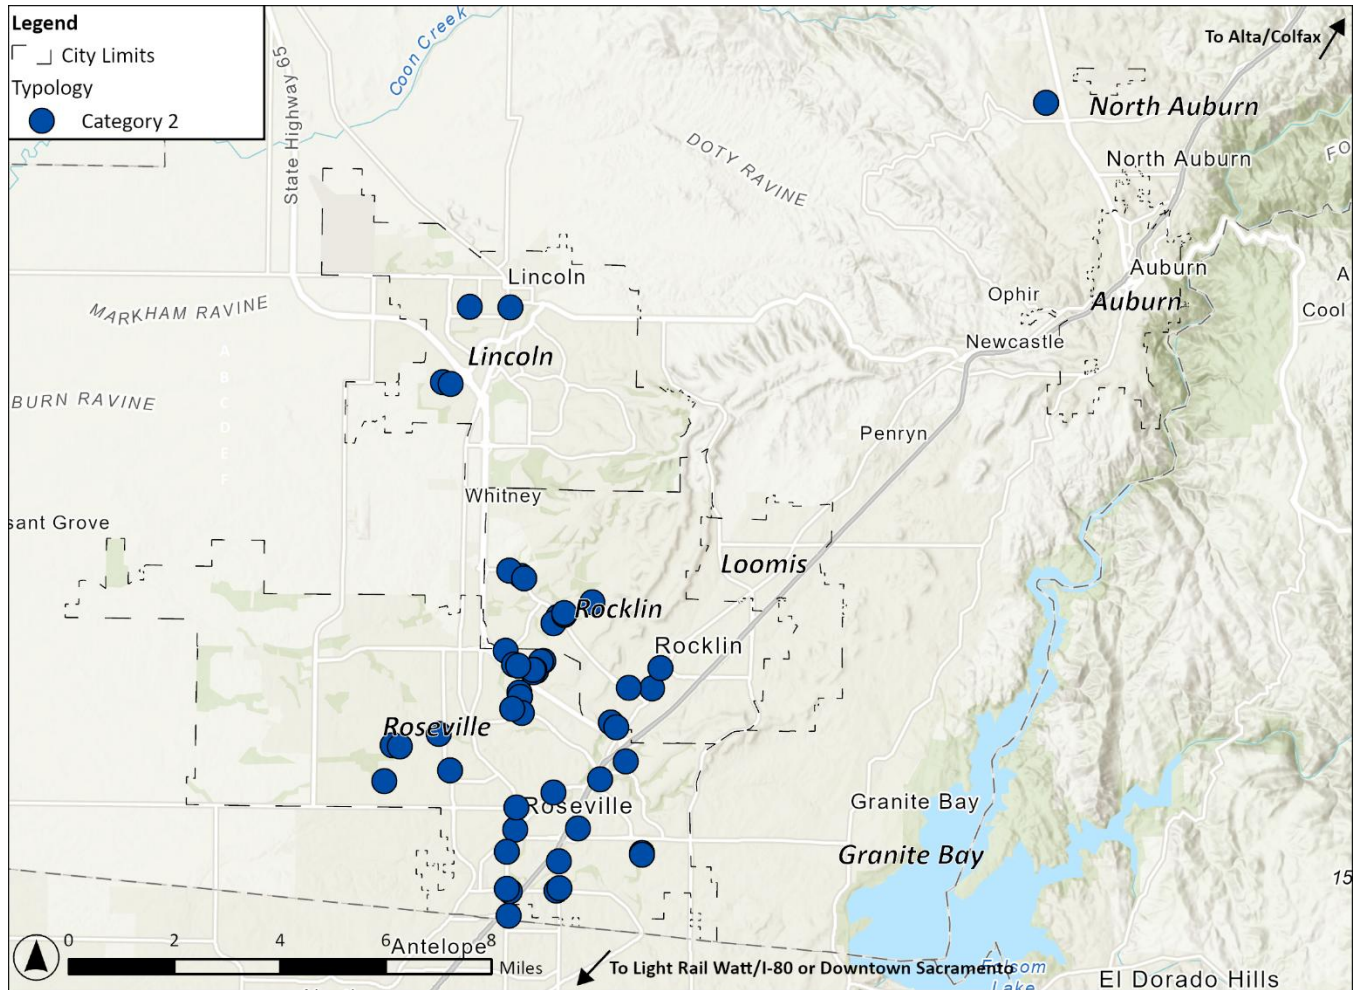 Legend
City Limits
Typology
Category 2
To Alta/Colfax
Coon Creek
State Highway 65
North Auburn
DOTY RAVINE
North Auburn
FO
Lincoln
Auburn
A
Ophir
Auburn
Cool
MARKHAM RAVINE
Newcastle
Lincoln
A
B
C
D
E
F
BURN RAVINE
Penryn
Whitney
sant Grove
Loomis
Rocklin
Rocklin
Roseville
Roseville
Granite Bay
Granite Bay
15
0 2 4 6 8
Miles
Antelope
To Light Rail Watt/I-80 or Downtown Sacramento
Folsom
Lake
El Dorado Hills